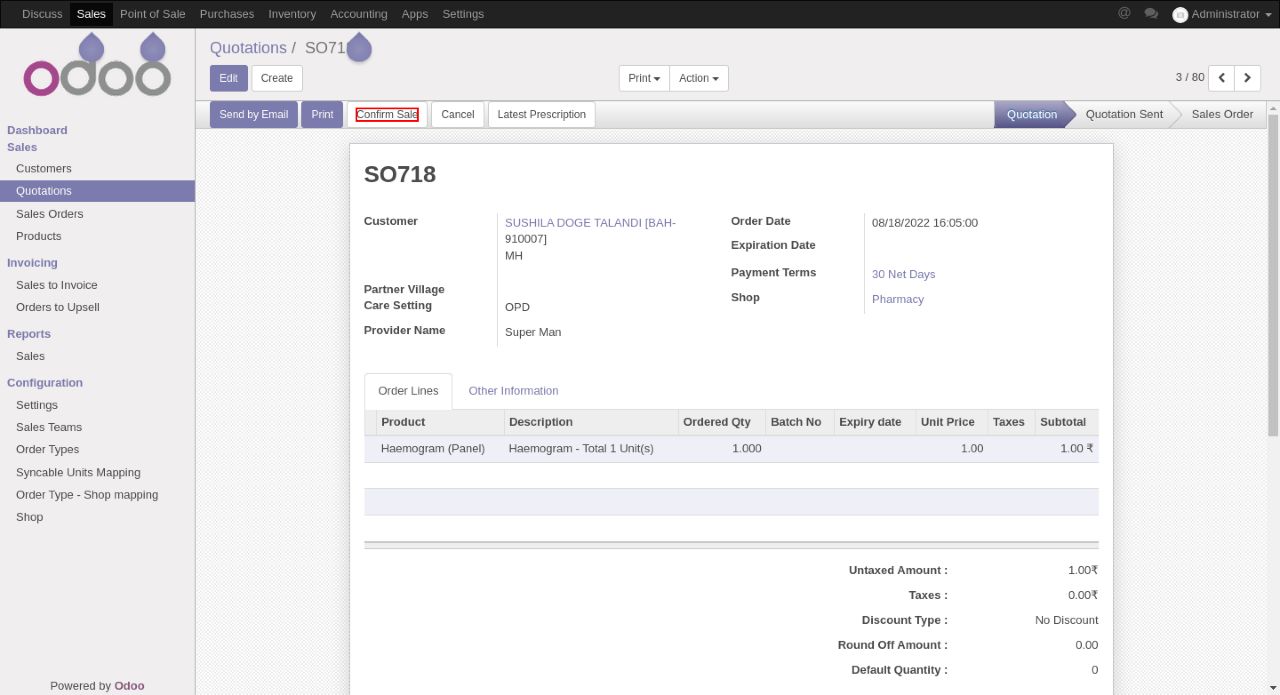 Discuss Sales Point of Sale Purchases Inventory Accounting Apps Settings @ Administrator
odoo
Quotations / SO71
Edit Create Print Action 3 / 80
Send by Email Print Confirm Sale Cancel Latest Prescription Quotation Quotation Sent Sales Order
Dashboard
Sales
Customers
Quotations
Sales Orders
Products
Invoicing
Sales to Invoice
Orders to Upsell
Reports
Sales
Configuration
Settings
Sales Teams
Order Types
Syncable Units Mapping
Order Type - Shop mapping
Shop
Powered by Odoo
SO718
Customer SUSHILA DOGE TALANDI [BAH-
910007]
MH
Partner Village
Care Setting OPD
Provider Name Super Man
Order Date 08/18/2022 16:05:00
Expiration Date
Payment Terms 30 Net Days
Shop Pharmacy
Order Lines Other Information
Product Description Ordered Qty Batch No Expiry date Unit Price Taxes Subtotal
Haemogram (Panel) Haemogram - Total 1 Unit(s) 1.000 1.00 1.00 ₹
Untaxed Amount : 1.00₹
Taxes : 0.00₹
Discount Type : No Discount
Round Off Amount : 0.00
Default Quantity : 0